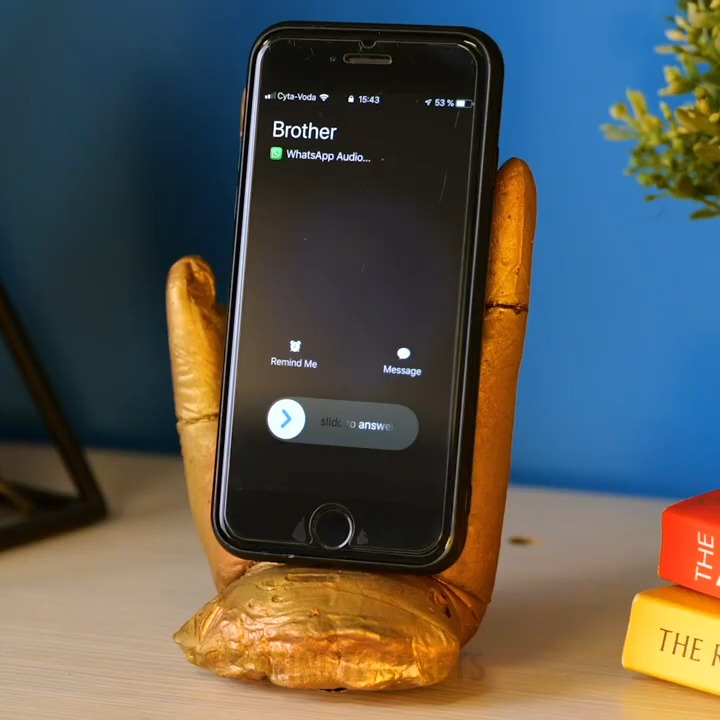 Cyta-Voda 15:43 53 %
Brother
WhatsApp Audio...
Remind Me
Message
slide to answer
THE
THE